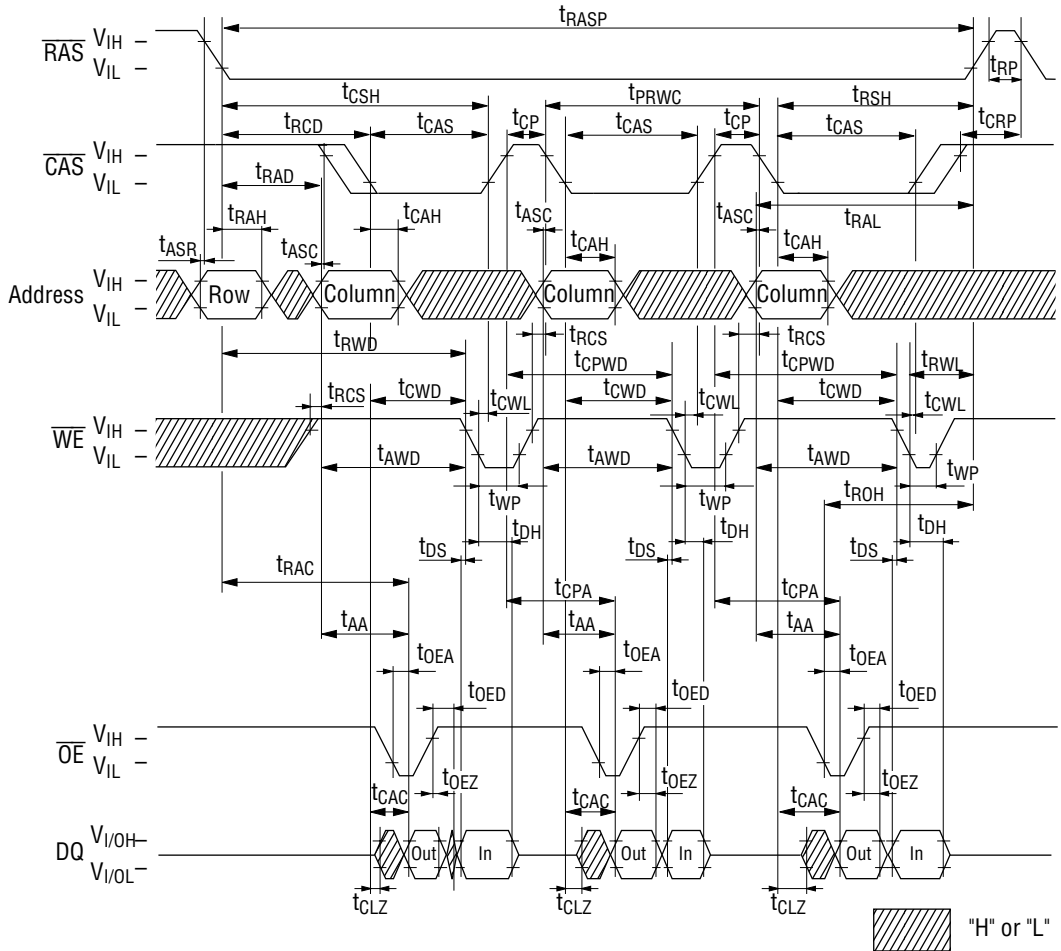 tRASP
RAS VIH
VIL
tRP
tCSH tPRWC tRSH
tRCD tCAS tCP tCAS tCP tCAS tCRP
CAS VIH
VIL
tRAD
tRAH tCAH tASC tASC tRAL
tASR tASC tCAH tCAH
Address VIH
VIL
Row Column Column Column
tRWD tRCS tRCS
tCPWD tCPWD tRWL
tRCS tCWD tCWL tCWD tCWL tCWD tCWL
WE VIH
VIL
tAWD tAWD tAWD
tWP tWP tWP
tROH
tDH tDH tDH
tDS tDS tDS
tRAC
tCPA tCPA
tAA tAA tAA
tOEA tOEA tOEA
tOED tOED tOED
OE VIH
VIL
tOEZ tOEZ tOEZ
tCAC tCAC tCAC
DQ VI/OH
VI/OL
Out In Out In Out In
tCLZ tCLZ tCLZ
"H" or "L"